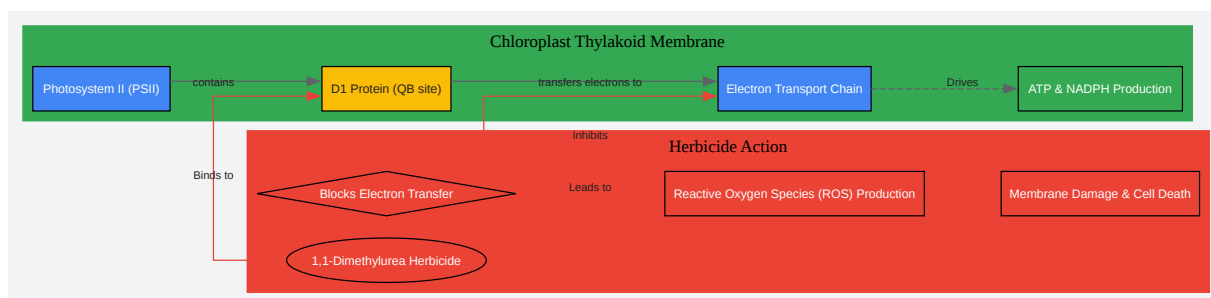 Chloroplast Thylakoid Membrane
Photosystem II (PSII)
contains
D1 Protein (QB site)
transfers electrons to
Electron Transport Chain
Drives
ATP & NADPH Production
Inhibits
Herbicide Action
Binds to
Blocks Electron Transfer
Leads to
Reactive Oxygen Species (ROS) Production
Membrane Damage & Cell Death
1,1-Dimethylurea Herbicide